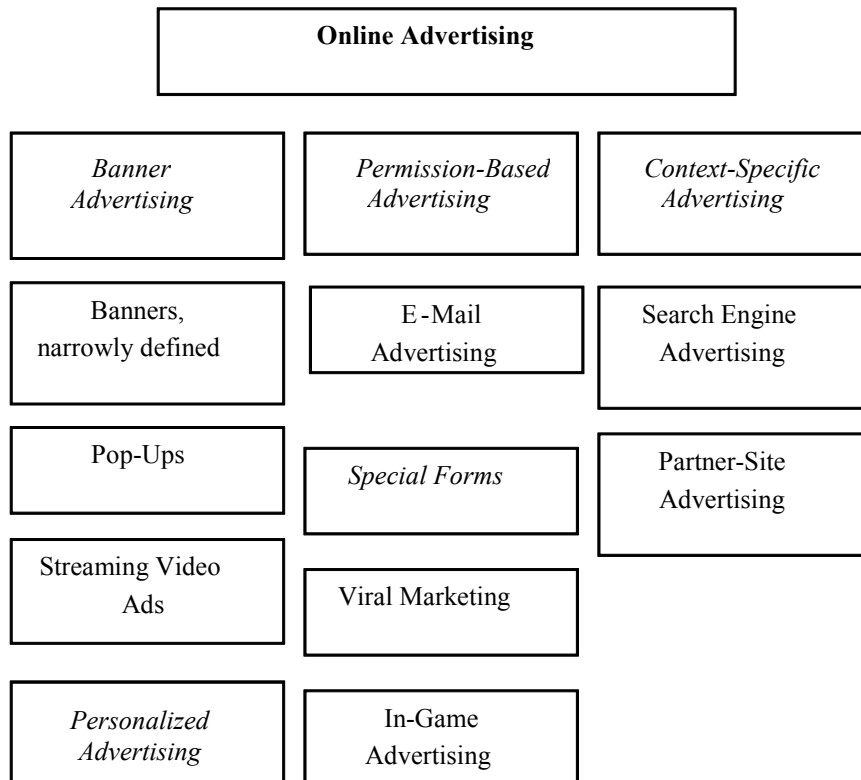 Online Advertising
Banner
Advertising
Permission-Based
Advertising
Context-Specific
Advertising
Banners,
narrowly defined
E-Mail
Advertising
Search Engine
Advertising
Pop-Ups
Special Forms
Partner-Site
Advertising
Streaming Video
Ads
Viral Marketing
Personalized
Advertising
In-Game
Advertising